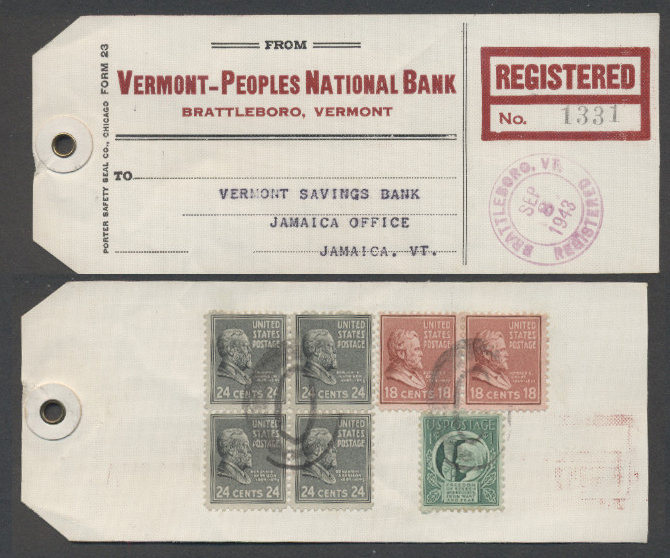 FROM
VERMONT-PEOPLES NATIONAL BANK
BRATTLEBORO, VERMONT
PORTER SAFETY SEAL CO., CHICAGO FORM 23
REGISTERED
No. 1331
TO
VERMONT SAVINGS BANK
JAMAICA OFFICE
JAMAICA. VT.
BRATTLEBORO, VT.
SEP
8
1943
REGISTERED
UNITED STATES POSTAGE
24 CENTS 24
UNITED STATES POSTAGE
24 CENTS 24
UNITED STATES POSTAGE
18 CENTS 18
UNITED STATES POSTAGE
18 CENTS 18
UNITED STATES POSTAGE
24 CENTS 24
UNITED STATES POSTAGE
24 CENTS 24
US POSTAGE